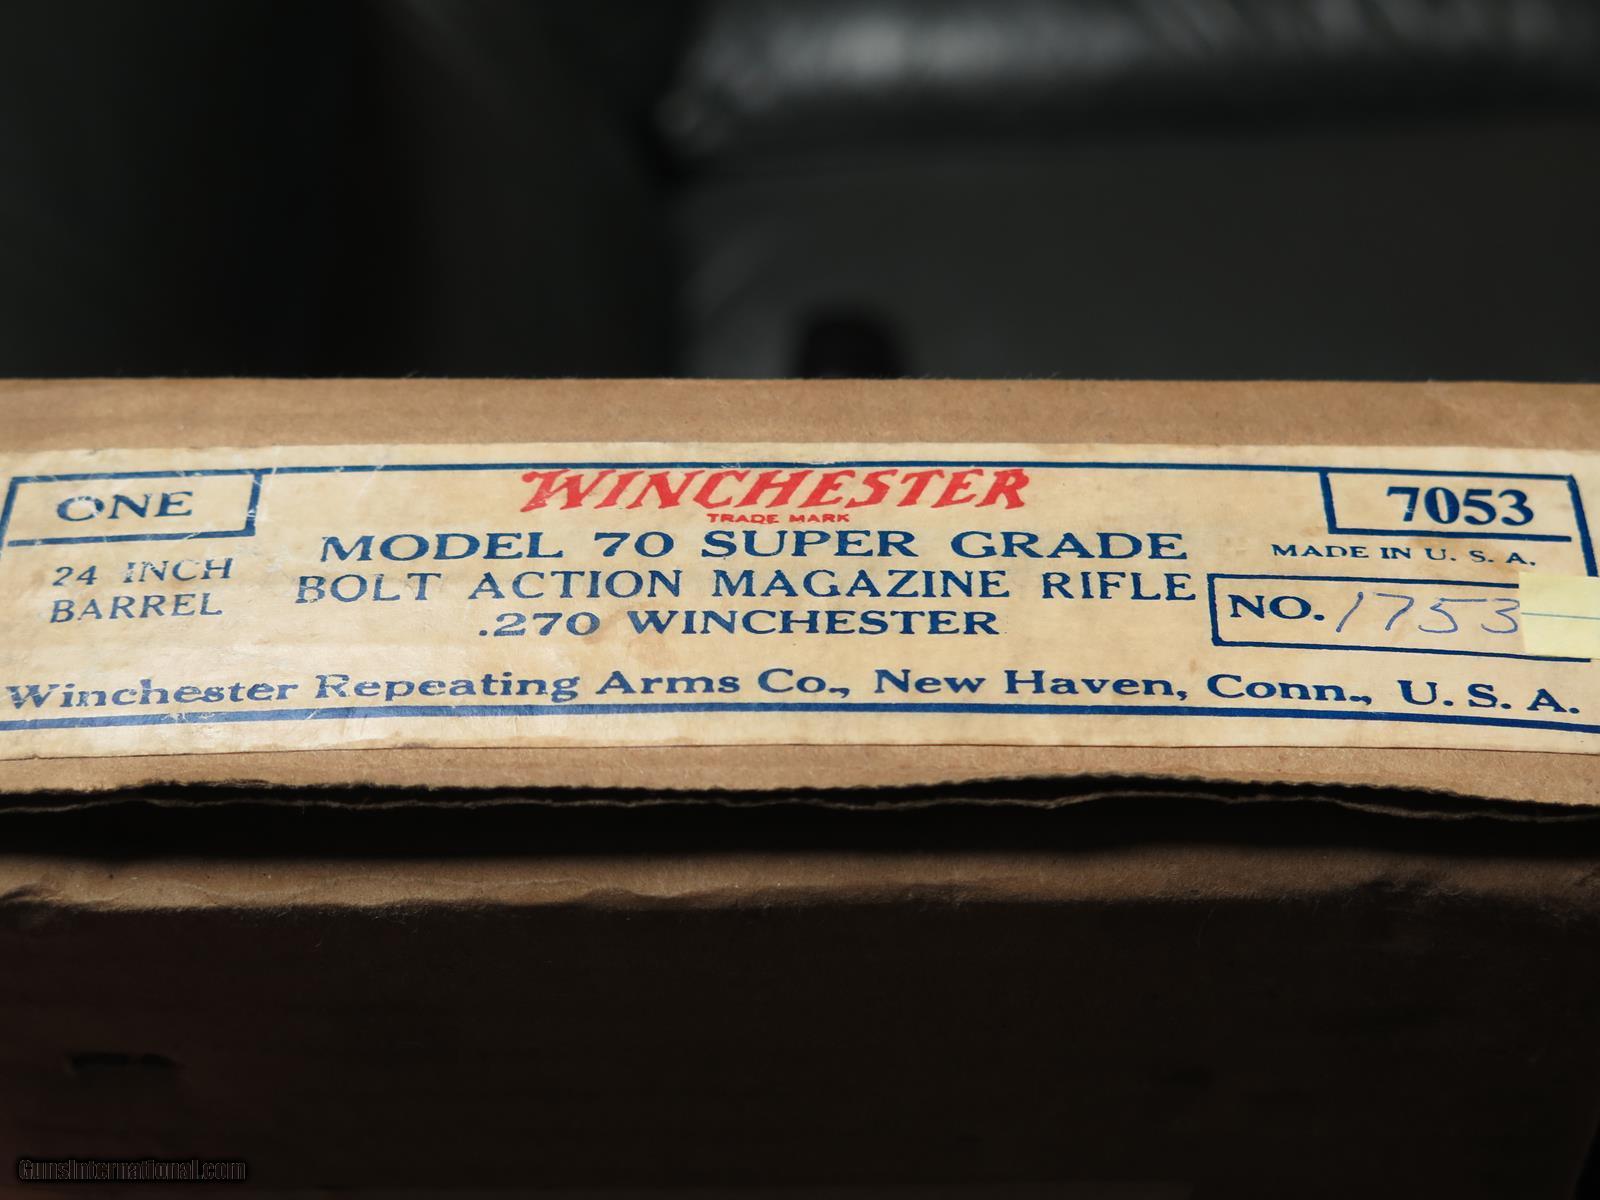 ONE
WINCHESTER
TRADE MARK
7053
24 INCH
BARREL
MODEL 70 SUPER GRADE
BOLT ACTION MAGAZINE RIFLE
.270 WINCHESTER
MADE IN U. S. A.
NO. 1753
Winchester Repeating Arms Co., New Haven, Conn., U. S. A.
GunsInternational.com